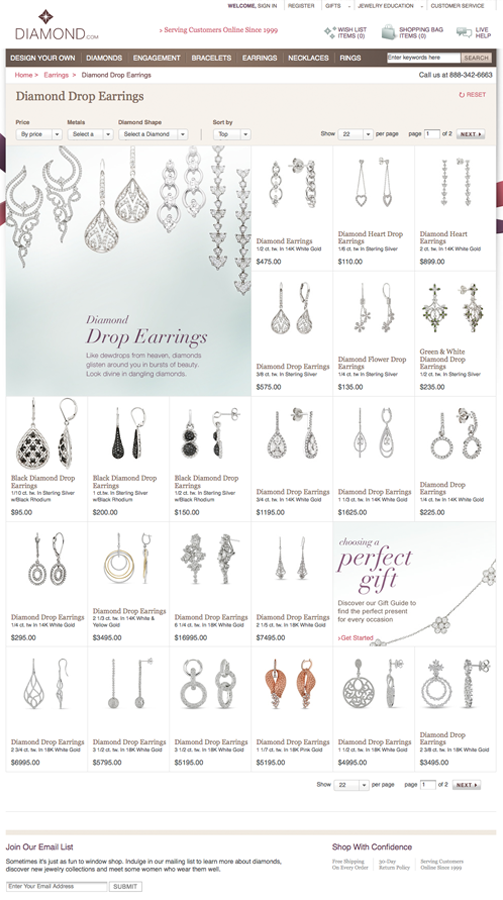 WELCOME, SIGN IN
REGISTER
GIFTS
JEWELRY EDUCATION
CUSTOMER SERVICE
DIAMOND.COM
› Serving Customers Online Since 1999
WISH LIST
ITEMS (0)
SHOPPING BAG
ITEMS (0)
LIVE
HELP
DESIGN YOUR OWN
DIAMONDS
ENGAGEMENT
BRACELETS
EARRINGS
NECKLACES
RINGS
Enter keywords here
SEARCH
Home > Earrings > Diamond Drop Earrings
Call us at 888-342-6663
Diamond Drop Earrings
RESET
Price
Metals
Diamond Shape
Sort by
By price
Select a
Select a Diamond
Top
Show 22 per page
page 1 of 2 NEXT
Diamond
Drop Earrings
Like dewdrops from heaven, diamonds
glisten around you in bursts of beauty.
Look divine in dangling diamonds.
Diamond Earrings
1/2 ct. tw. In 14K White Gold
$475.00
Diamond Heart Drop
Earrings
1/6 ct. tw. In Sterling Silver
$110.00
Diamond Heart Drop
Earrings
2 ct. tw. In 14K White Gold
$899.00
Diamond Drop Earrings
3/8 ct. tw. In Sterling Silver
$575.00
Diamond Flower Drop
Earrings
1/4 ct. tw. In Sterling Silver
$135.00
Green & White
Diamond Drop
Earrings
1/2 ct. tw. In Sterling Silver
$235.00
Black Diamond Drop
Earrings
1/10 ct. tw. In Sterling Silver
w/Black Rhodium
$95.00
Black Diamond Drop
Earrings
1 ct.tw. In Sterling Silver
w/Black Rhodium
$200.00
Black Diamond Drop
Earrings
1/2 ct. tw. In Sterling Silver
w/Black Rhodium
$150.00
Diamond Drop Earrings
3/4 ct. tw. In 14K White Gold
$1195.00
Diamond Drop Earrings
1 1/3 ct. tw. In 14K White Gold
$1625.00
Diamond Drop
Earrings
1/4 ct. tw. In 14K White Gold
$225.00
Diamond Drop Earrings
1/4 ct. tw. In 14K White Gold
$295.00
Diamond Drop Earrings
2 1/3 ct. tw. In 14K White &
Yellow Gold
$3495.00
Diamond Drop Earrings
6 1/4 ct. tw. In 18K White Gold
$16995.00
Diamond Drop Earrings
1 5/8 ct. tw. In 18K White Gold
$7495.00
choosing a
perfect
gift
Discover our Gift Guide to
find the perfect present
for every occasion
›Get Started
Diamond Drop Earrings
2 3/4 ct. tw. In 18K White Gold
$6995.00
Diamond Drop Earrings
3 1/2 ct. tw. In 18K White Gold
$5795.00
Diamond Drop Earrings
3 1/2 ct. tw. In 18K White Gold
$5195.00
Diamond Drop Earrings
1 1/7 ct. tw. In 18K Pink Gold
$5195.00
Diamond Drop Earrings
1 1/2 ct. tw. In 18K White Gold
$4995.00
Diamond Drop
Earrings
2 3/8 ct. tw. In 18K White Gold
$3495.00
Show 22 per page
page 1 of 2 NEXT
Join Our Email List
Sometimes it's just as fun to window shop. Indulge in our mailing list to learn more about diamonds,
discover new jewelry collections and meet some women who wear them well.
Enter Your Email Address
SUBMIT
Shop With Confidence
Free Shipping
On Every Order
30-Day
Return Policy
Serving Customers
Online Since 1999